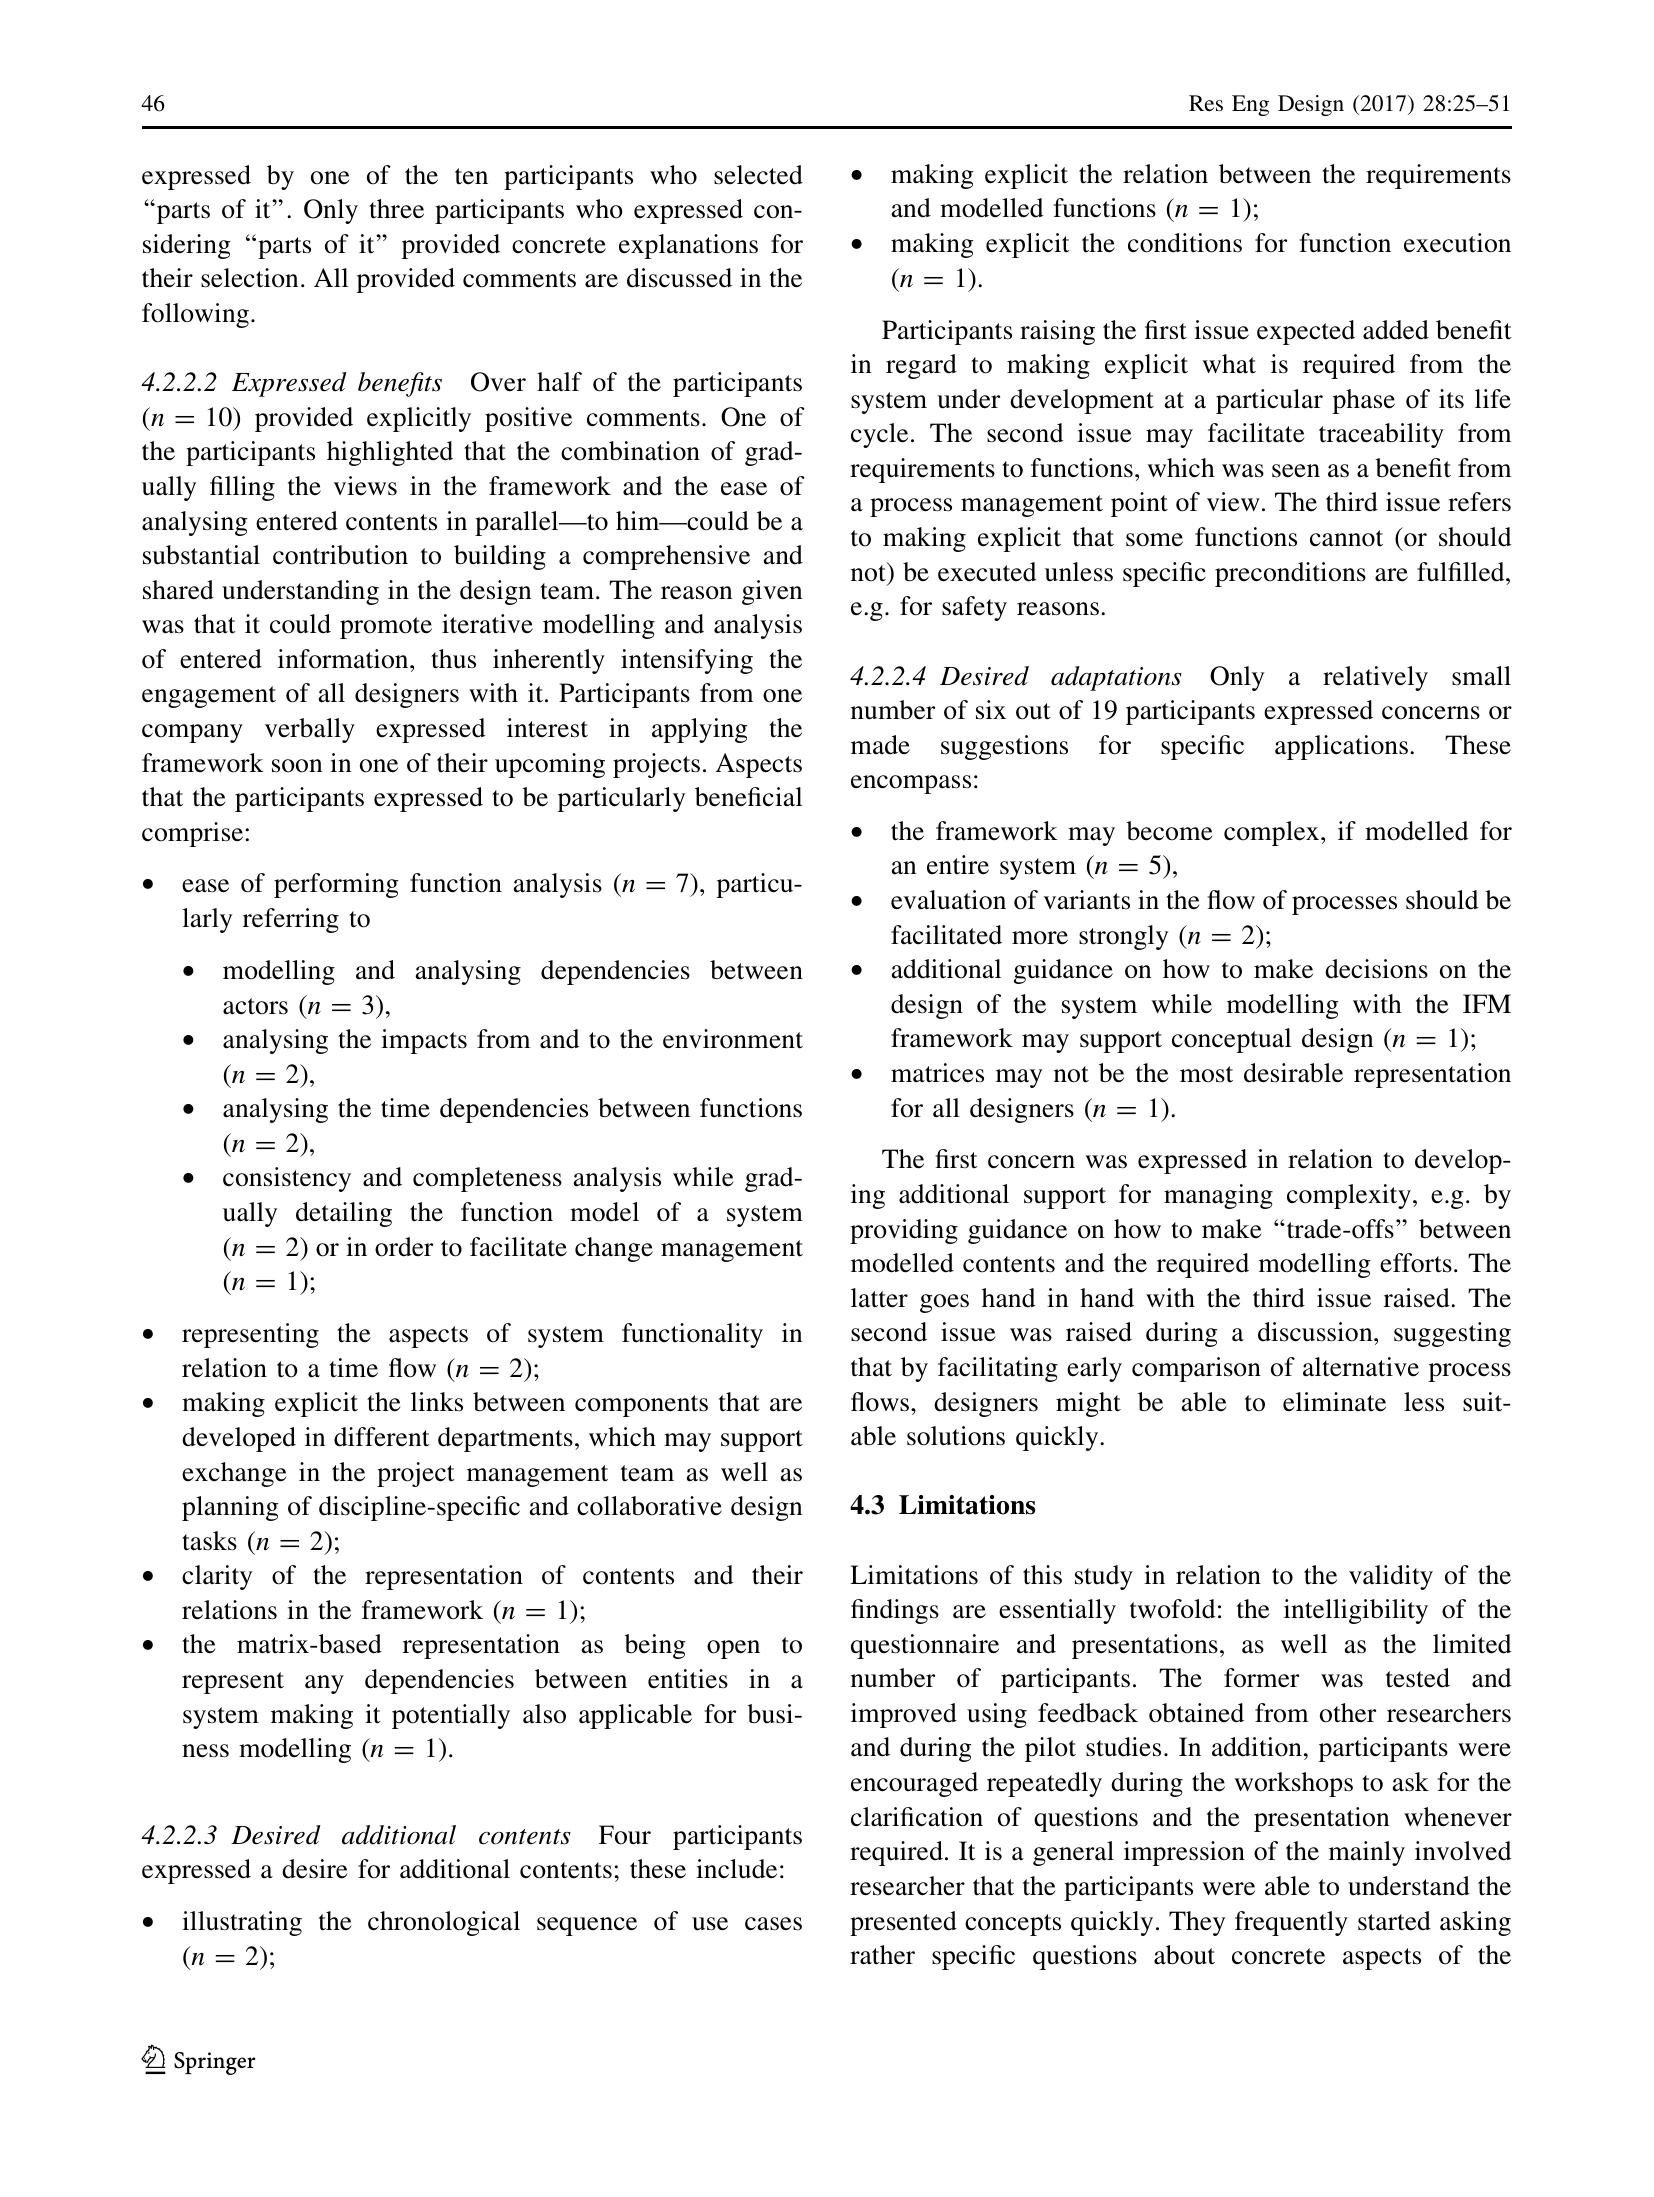 46
Res Eng Design (2017) 28:25–51
expressed by one of the ten participants who selected
“parts of it”. Only three participants who expressed con-
sidering “parts of it” provided concrete explanations for
their selection. All provided comments are discussed in the
following.
4.2.2.2 Expressed benefits Over half of the participants
(n = 10) provided explicitly positive comments. One of
the participants highlighted that the combination of grad-
ually filling the views in the framework and the ease of
analysing entered contents in parallel—to him—could be a
substantial contribution to building a comprehensive and
shared understanding in the design team. The reason given
was that it could promote iterative modelling and analysis
of entered information, thus inherently intensifying the
engagement of all designers with it. Participants from one
company verbally expressed interest in applying the
framework soon in one of their upcoming projects. Aspects
that the participants expressed to be particularly beneficial
comprise:
• ease of performing function analysis (n = 7), particu-
larly referring to
• modelling and analysing dependencies between
actors (n = 3),
• analysing the impacts from and to the environment
(n = 2),
• analysing the time dependencies between functions
(n = 2),
• consistency and completeness analysis while grad-
ually detailing the function model of a system
(n = 2) or in order to facilitate change management
(n = 1);
• representing the aspects of system functionality in
relation to a time flow (n = 2);
• making explicit the links between components that are
developed in different departments, which may support
exchange in the project management team as well as
planning of discipline-specific and collaborative design
tasks (n = 2);
• clarity of the representation of contents and their
relations in the framework (n = 1);
• the matrix-based representation as being open to
represent any dependencies between entities in a
system making it potentially also applicable for busi-
ness modelling (n = 1).
4.2.2.3 Desired additional contents Four participants
expressed a desire for additional contents; these include:
• illustrating the chronological sequence of use cases
(n = 2);
• making explicit the relation between the requirements
and modelled functions (n = 1);
• making explicit the conditions for function execution
(n = 1).
Participants raising the first issue expected added benefit
in regard to making explicit what is required from the
system under development at a particular phase of its life
cycle. The second issue may facilitate traceability from
requirements to functions, which was seen as a benefit from
a process management point of view. The third issue refers
to making explicit that some functions cannot (or should
not) be executed unless specific preconditions are fulfilled,
e.g. for safety reasons.
4.2.2.4 Desired adaptations Only a relatively small
number of six out of 19 participants expressed concerns or
made suggestions for specific applications. These
encompass:
• the framework may become complex, if modelled for
an entire system (n = 5),
• evaluation of variants in the flow of processes should be
facilitated more strongly (n = 2);
• additional guidance on how to make decisions on the
design of the system while modelling with the IFM
framework may support conceptual design (n = 1);
• matrices may not be the most desirable representation
for all designers (n = 1).
The first concern was expressed in relation to develop-
ing additional support for managing complexity, e.g. by
providing guidance on how to make “trade-offs” between
modelled contents and the required modelling efforts. The
latter goes hand in hand with the third issue raised. The
second issue was raised during a discussion, suggesting
that by facilitating early comparison of alternative process
flows, designers might be able to eliminate less suit-
able solutions quickly.
4.3 Limitations
Limitations of this study in relation to the validity of the
findings are essentially twofold: the intelligibility of the
questionnaire and presentations, as well as the limited
number of participants. The former was tested and
improved using feedback obtained from other researchers
and during the pilot studies. In addition, participants were
encouraged repeatedly during the workshops to ask for the
clarification of questions and the presentation whenever
required. It is a general impression of the mainly involved
researcher that the participants were able to understand the
presented concepts quickly. They frequently started asking
rather specific questions about concrete aspects of the
Springer